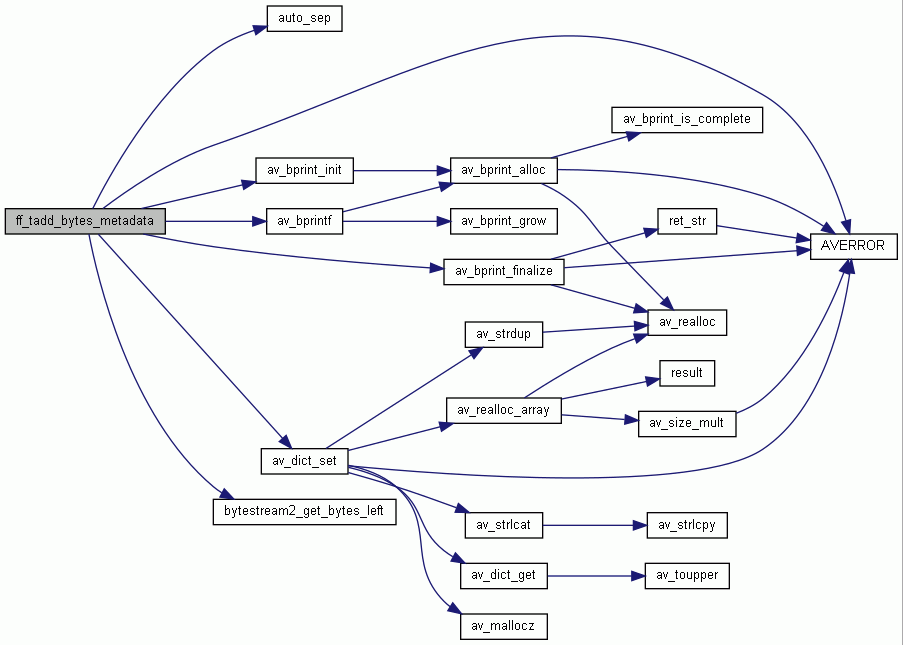 auto_sep
av_bprint_is_complete
av_bprint_init
av_bprint_alloc
ff_tadd_bytes_metadata
av_bprintf
av_bprint_grow
ret_str
AVERROR
av_bprint_finalize
av_realloc
av_strdup
result
av_realloc_array
av_size_mult
av_dict_set
bytestream2_get_bytes_left
av_strlcat
av_strlcpy
av_dict_get
av_toupper
av_mallocz